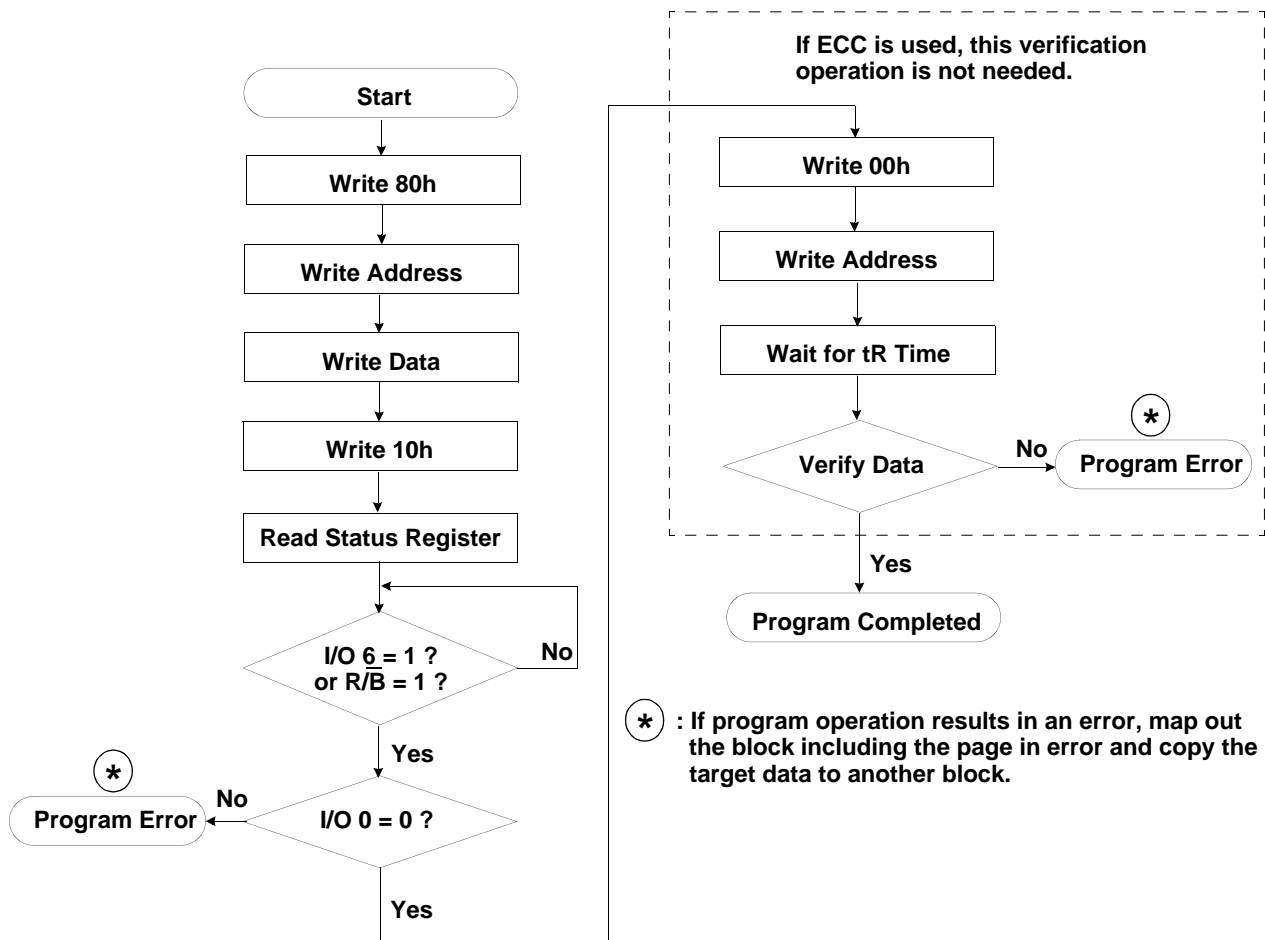 Start
Write 80h
Write Address
Write Data
Write 10h
Read Status Register
I/O 6 = 1 ?
or R/B̅ = 1 ?
No
Yes
*
No
Program Error
I/O 0 = 0 ?
Yes
If ECC is used, this verification
operation is not needed.
Write 00h
Write Address
Wait for tR Time
*
Verify Data
No
Program Error
Yes
Program Completed
* : If program operation results in an error, map out
the block including the page in error and copy the
target data to another block.